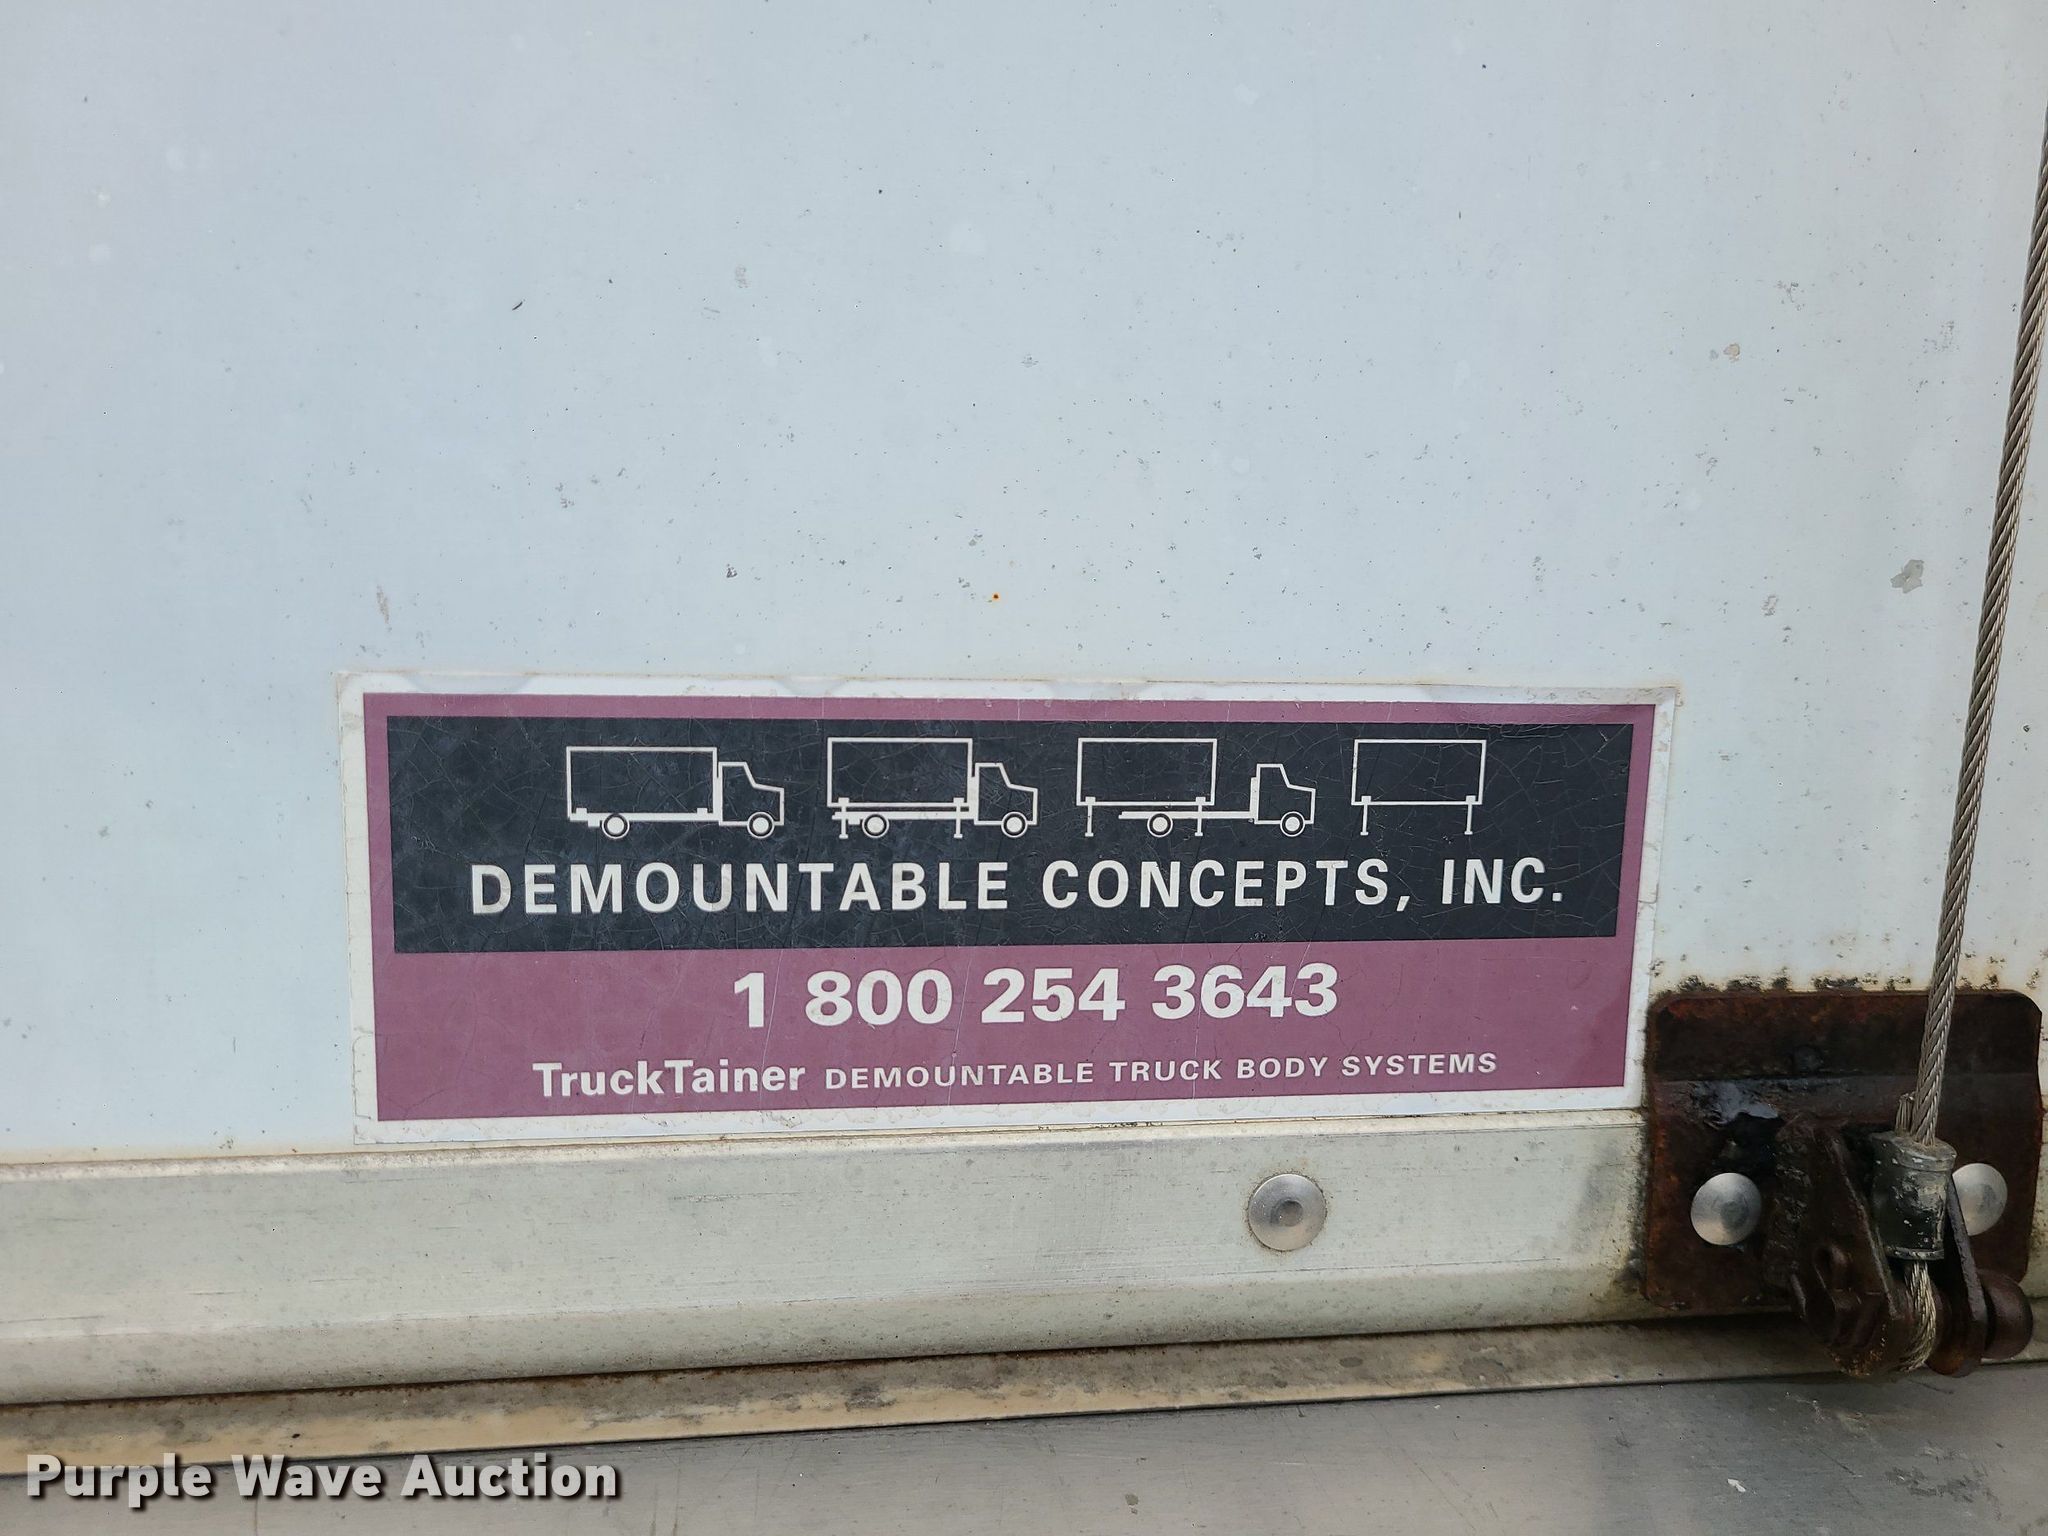 DEMOUNTABLE CONCEPTS, INC.
1 800 254 3643
TruckTainer DEMOUNTABLE TRUCK BODY SYSTEMS
Purple Wave Auction